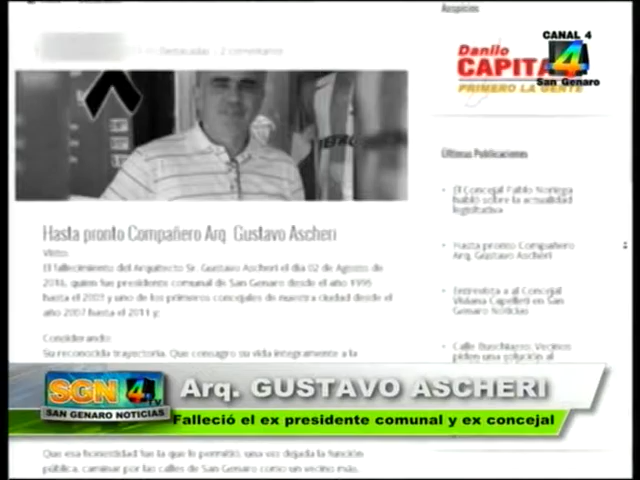 Auspicios
CANAL 4
4
San Genaro
Danilo
CAPITA
PRIMERO LA GENTE
Destacadas 2 comentarios
Últimas Publicaciones
El Concejal Fabio Noriega
habló sobre la actualidad
legislativa
Hasta pronto Compañero
Arq. Gustavo Ascheri
Entrevista a al Concejal
Viviana Capelletti en San
Genaro Noticias
Calle Buschiazzo: Vecinos
piden una solución al
Hasta pronto Compañero Arq. Gustavo Ascheri
Visto:
El fallecimiento del Arquitecto Sr. Gustavo Ascheri el día 02 de Agosto de
2016, quien fue presidente comunal de San Genaro desde el año 1995
hasta el 2003 y uno de los primeros concejales de nuestra ciudad desde el
año 2007 hasta el 2011 y;
Considerando:
Su reconocida trayectoria. Que consagro su vida íntegramente a la
SGN 4 TV
SAN GENARO NOTICIAS
Arq. GUSTAVO ASCHERI
Falleció el ex presidente comunal y ex concejal
Que esa honestidad fue la que le permitió, una vez dejada la función
pública, caminar por las calles de San Genaro como un vecino más.